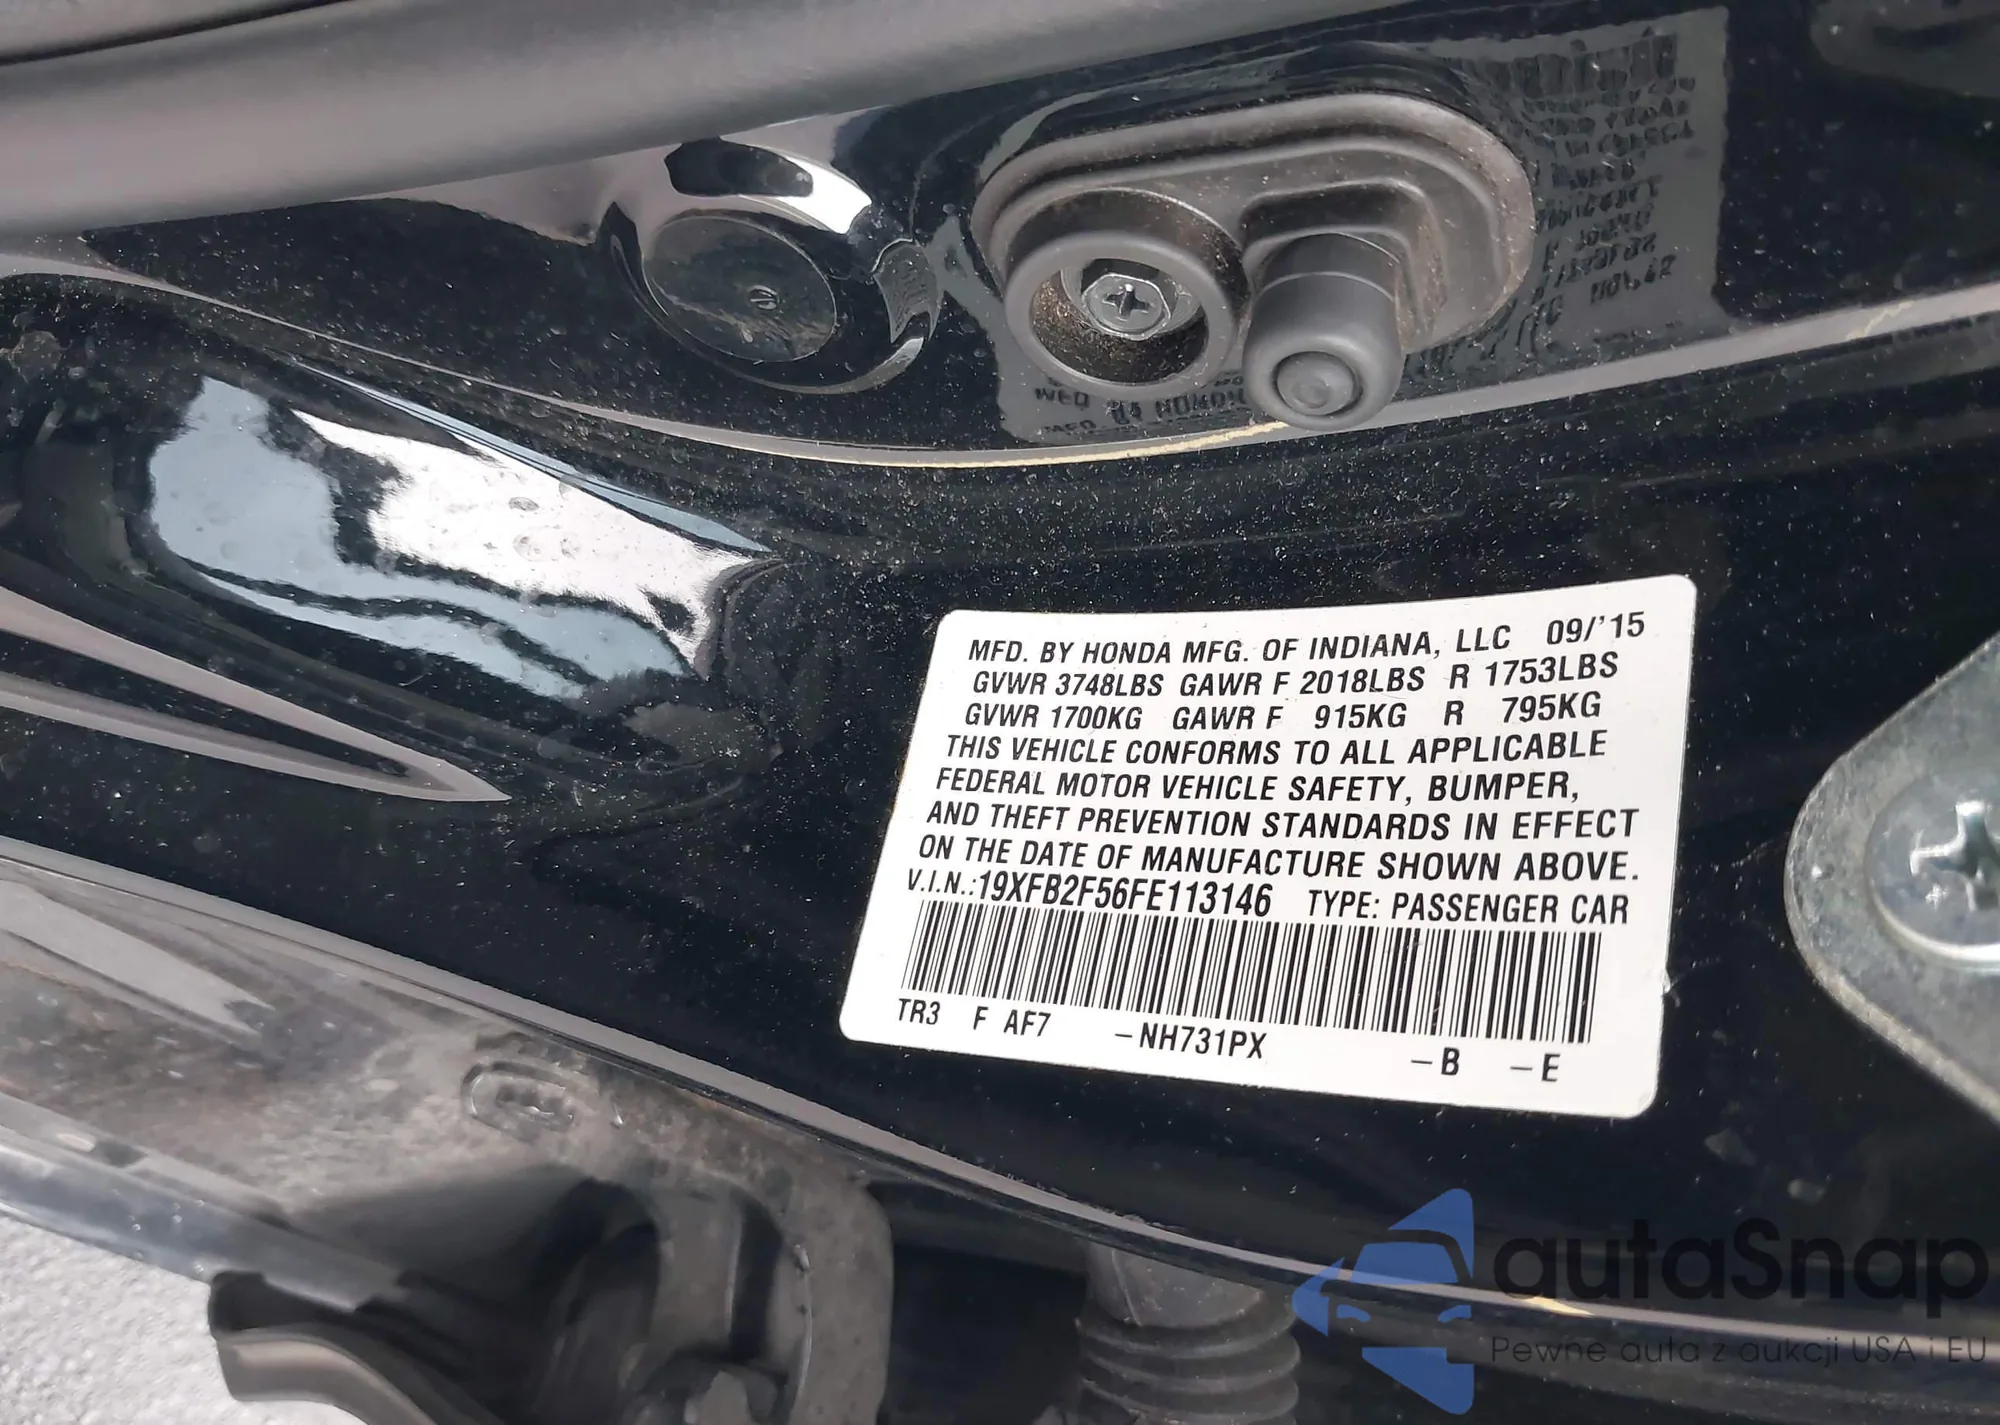 MFD. BY HONDA MFG. OF INDIANA, LLC 09/'15
GVWR 3748LBS GAWR F 2018LBS R 1753LBS
GVWR 1700KG GAWR F 915KG R 795KG
THIS VEHICLE CONFORMS TO ALL APPLICABLE
FEDERAL MOTOR VEHICLE SAFETY, BUMPER,
AND THEFT PREVENTION STANDARDS IN EFFECT
ON THE DATE OF MANUFACTURE SHOWN ABOVE.
V.I.N.:19XFB2F56FE113146 TYPE: PASSENGER CAR
TR3 F AF7 -NH731PX -B -E
autaSnap
Pewne auta z aukcji USA i EU